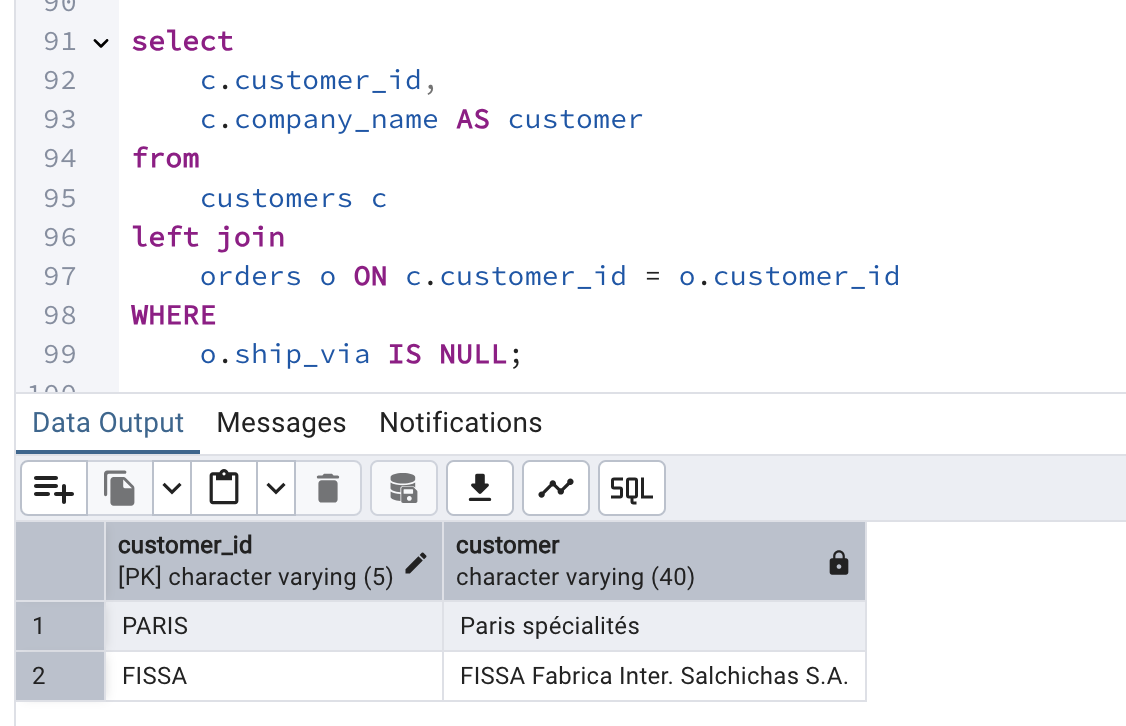 90
91 select
92 c.customer_id,
93 c.company_name AS customer
94 from
95 customers c
96 left join
97 orders o ON c.customer_id = o.customer_id
98 WHERE
99 o.ship_via IS NULL;
100
Data Output Messages Notifications
SQL
customer_id customer
[PK] character varying (5) character varying (40)
1 PARIS Paris spécialités
2 FISSA FISSA Fabrica Inter. Salchichas S.A.